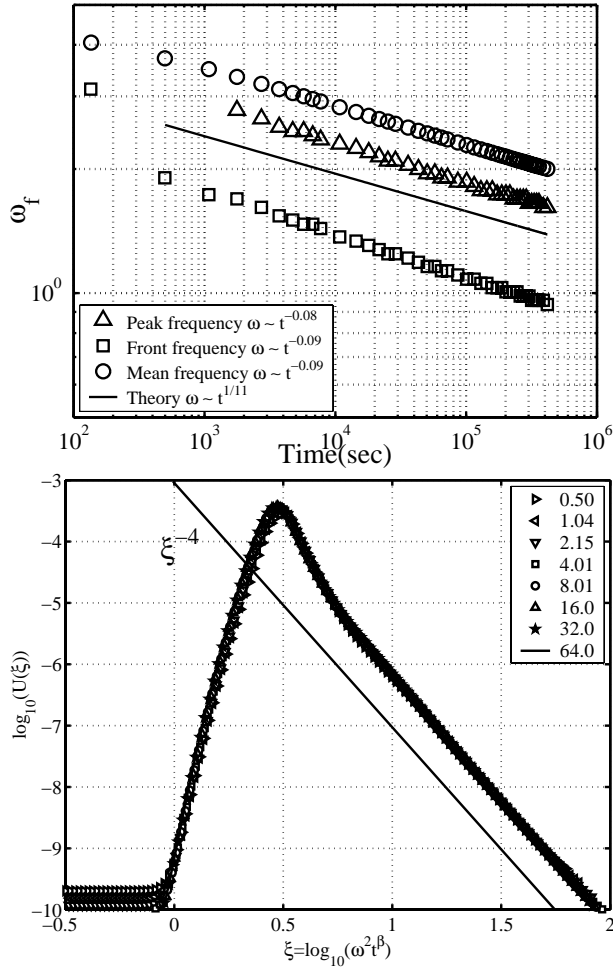 ω_f
10^0
△ Peak frequency ω ~ t^−0.08
□ Front frequency ω ~ t^−0.09
○ Mean frequency ω ~ t^−0.09
Theory ω ~ t^1/11
10^2 10^3 10^4 10^5 10^6
Time(sec)
−3
−4
−5
−6
−7
−8
−9
−10
log_10(U(ξ))
ξ^−4
0.50
1.04
2.15
4.01
8.01
16.0
32.0
64.0
−0.5 0 0.5 1 1.5 2
ξ=log_10(ω^2t^β)